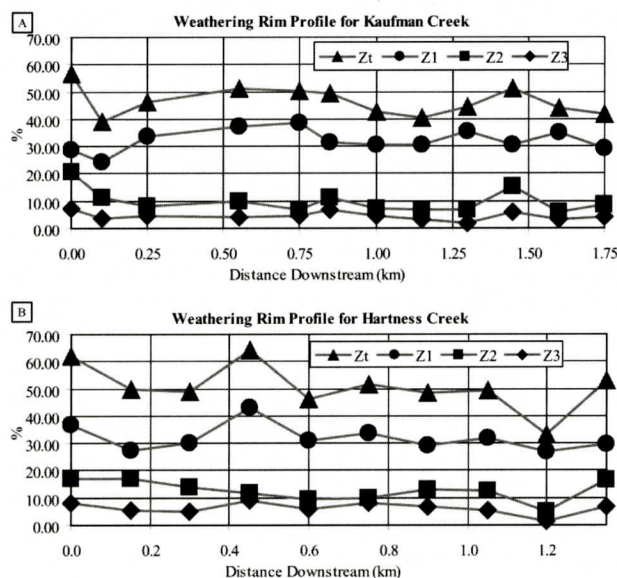 A
Weathering Rim Profile for Kaufman Creek
Zt Z1 Z2 Z3
70.00
60.00
50.00
40.00
30.00
20.00
10.00
0.00
%
0.00 0.25 0.50 0.75 1.00 1.25 1.50 1.75
Distance Downstream (km)
B
Weathering Rim Profile for Hartness Creek
Zt Z1 Z2 Z3
70.00
60.00
50.00
40.00
30.00
20.00
10.00
0.00
%
0.0 0.2 0.4 0.6 0.8 1.0 1.2
Distance Downstream (km)